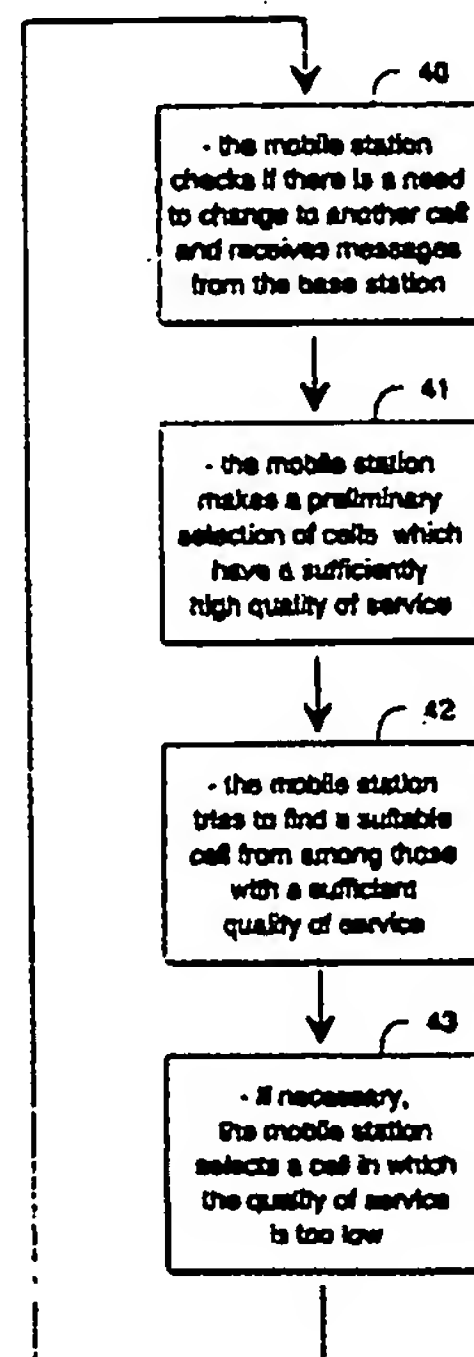 40
- the mobile station
checks if there is a need
to change to another cell
and receives messages
from the base station
41
- the mobile station
makes a preliminary
selection of cells which
have a sufficiently
high quality of service
42
- the mobile station
tries to find a suitable
cell from among those
with a sufficient
quality of service
43
- if necessary,
the mobile station
selects a cell in which
the quality of service
is too low